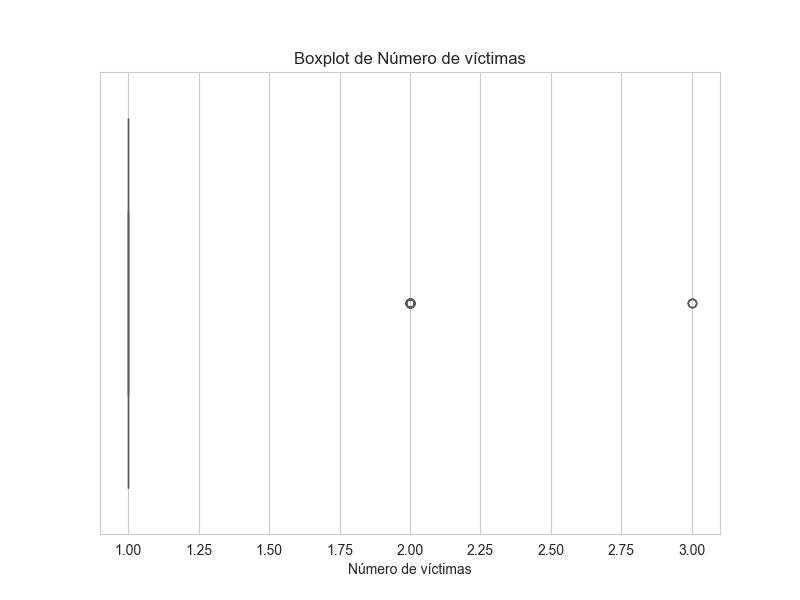 Boxplot de Número de víctimas
1.00 1.25 1.50 1.75 2.00 2.25 2.50 2.75 3.00
Número de víctimas